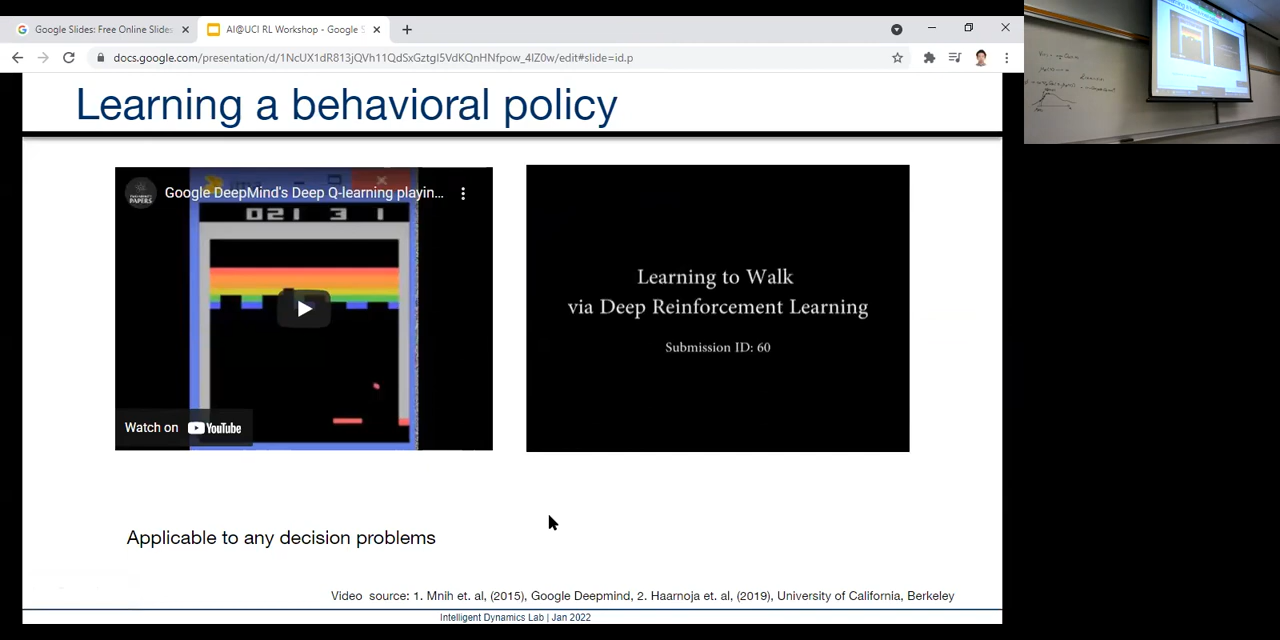 Google Slides: Free Online Slides
AI@UCI RL Workshop - Google S
docs.google.com/presentation/d/1NcUX1dR813jQVh11QdSxGztgI5VdKQnHNfpow_4IZ0w/edit#slide=id.p
Learning a behavioral policy
Google DeepMind's Deep Q-learning playin...
PAPERS
021 3 1
Watch on YouTube
Learning to Walk
via Deep Reinforcement Learning
Submission ID: 60
Applicable to any decision problems
Video source: 1. Mnih et. al, (2015), Google Deepmind, 2. Haarnoja et. al, (2019), University of California, Berkeley
Intelligent Dynamics Lab | Jan 2022